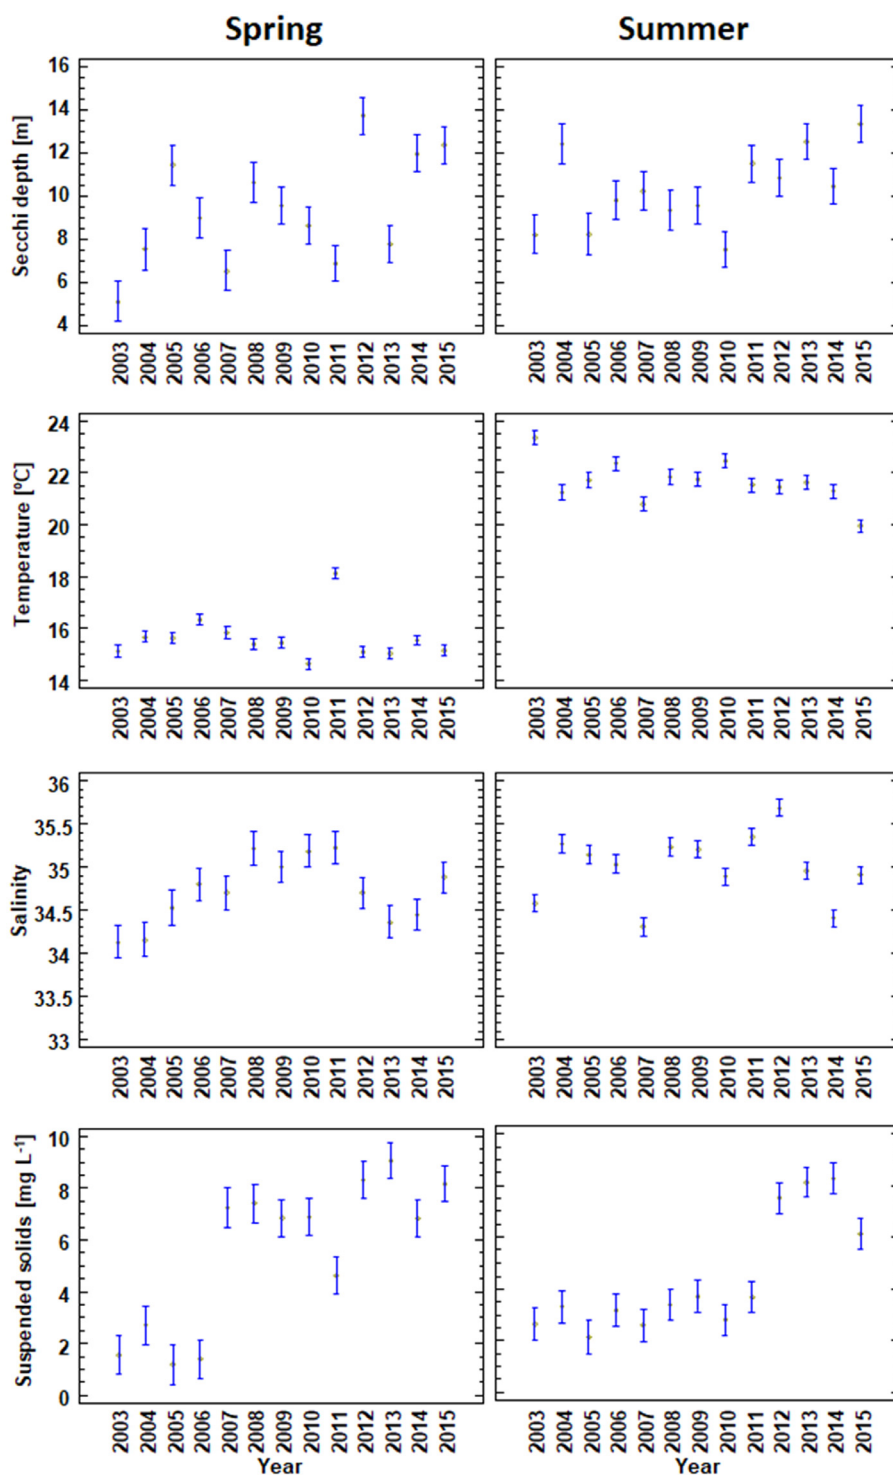 Spring Summer
Secchi depth [m]
16
14
12
10
8
6
4
2003 2004 2005 2006 2007 2008 2009 2010 2011 2012 2013 2014 2015
2003 2004 2005 2006 2007 2008 2009 2010 2011 2012 2013 2014 2015
Temperature [ºC]
24
22
20
18
16
14
2003 2004 2005 2006 2007 2008 2009 2010 2011 2012 2013 2014 2015
2003 2004 2005 2006 2007 2008 2009 2010 2011 2012 2013 2014 2015
Salinity
36
35.5
35
34.5
34
33.5
33
2003 2004 2005 2006 2007 2008 2009 2010 2011 2012 2013 2014 2015
2003 2004 2005 2006 2007 2008 2009 2010 2011 2012 2013 2014 2015
Suspended solids [mg L⁻¹]
10
8
6
4
2
0
2003 2004 2005 2006 2007 2008 2009 2010 2011 2012 2013 2014 2015
2003 2004 2005 2006 2007 2008 2009 2010 2011 2012 2013 2014 2015
Year Year